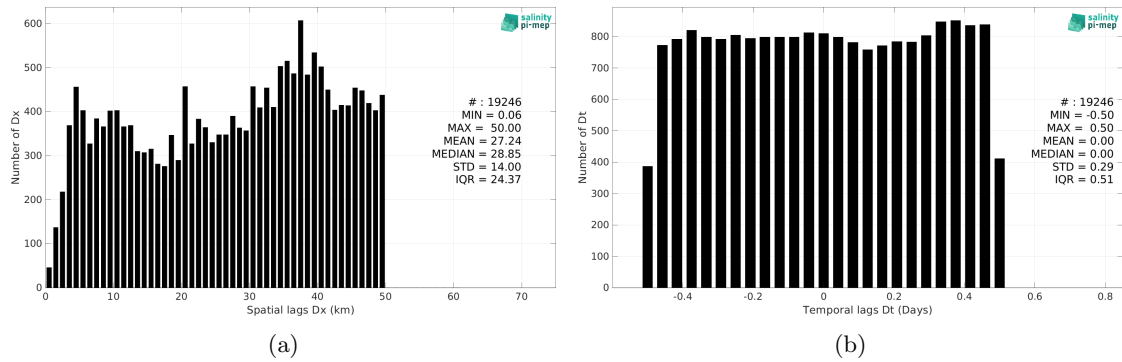 salinity
pi-mep
600
500
400
300
200
100
0
Number of Dx
# : 19246
MIN = 0.06
MAX = 50.00
MEAN = 27.24
MEDIAN = 28.85
STD = 14.00
IQR = 24.37
0 10 20 30 40 50 60 70
Spatial lags Dx (km)
(a)
salinity
pi-mep
800
700
600
500
400
300
200
100
0
Number of Dt
# : 19246
MIN = -0.50
MAX = 0.50
MEAN = 0.00
MEDIAN = 0.00
STD = 0.29
IQR = 0.51
-0.4 -0.2 0 0.2 0.4 0.6 0.8
Temporal lags Dt (Days)
(b)